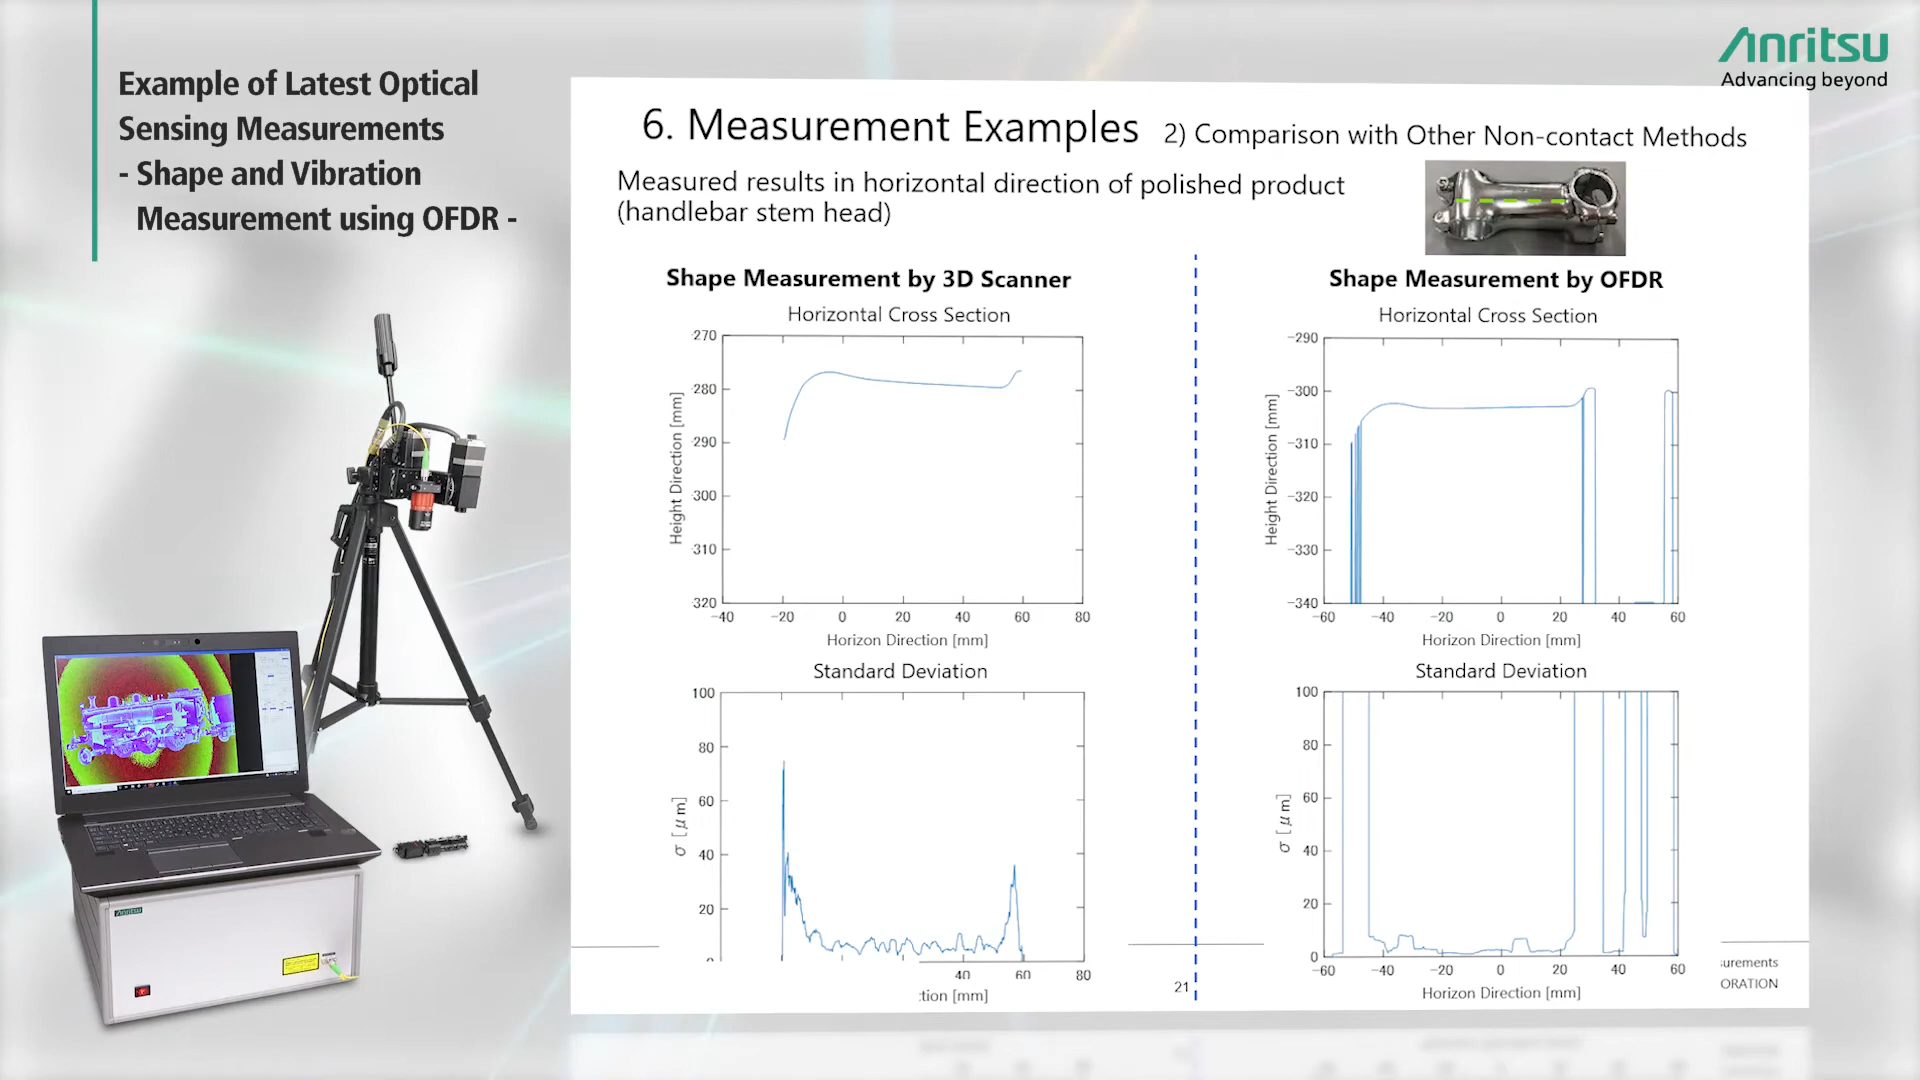 Example of Latest Optical
Sensing Measurements
- Shape and Vibration
Measurement using OFDR -
Anritsu
Advancing beyond
6. Measurement Examples 2) Comparison with Other Non-contact Methods
Measured results in horizontal direction of polished product
(handlebar stem head)
Shape Measurement by 3D Scanner
Horizontal Cross Section
270
280
290
300
310
320
Height Direction [mm]
-40 -20 0 20 40 60 80
Horizon Direction [mm]
Standard Deviation
100
80
60
40
20
σ [μm]
40 60 80
:tion [mm]
21
Shape Measurement by OFDR
Horizontal Cross Section
-290
-300
-310
-320
-330
-340
Height Direction [mm]
-60 -40 -20 0 20 40 60
Horizon Direction [mm]
Standard Deviation
100
80
60
40
20
0
σ [μm]
-60 -40 -20 0 20 40 60
Horizon Direction [mm]
urements
ORATION
Anritsu